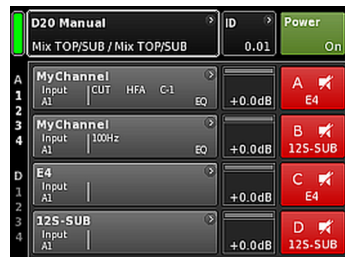 D20 Manual
Mix TOP/SUB / Mix TOP/SUB
ID
0.01
Power
On
A
1
2
3
4
D
1
2
3
4
MyChannel
Input
A1
CUT HFA C-1
EQ
+0.0dB
A
E4
MyChannel
Input
A1
100Hz
EQ
+0.0dB
B
12S-SUB
E4
Input
A1
+0.0dB
C
E4
12S-SUB
Input
A1
+0.0dB
D
12S-SUB